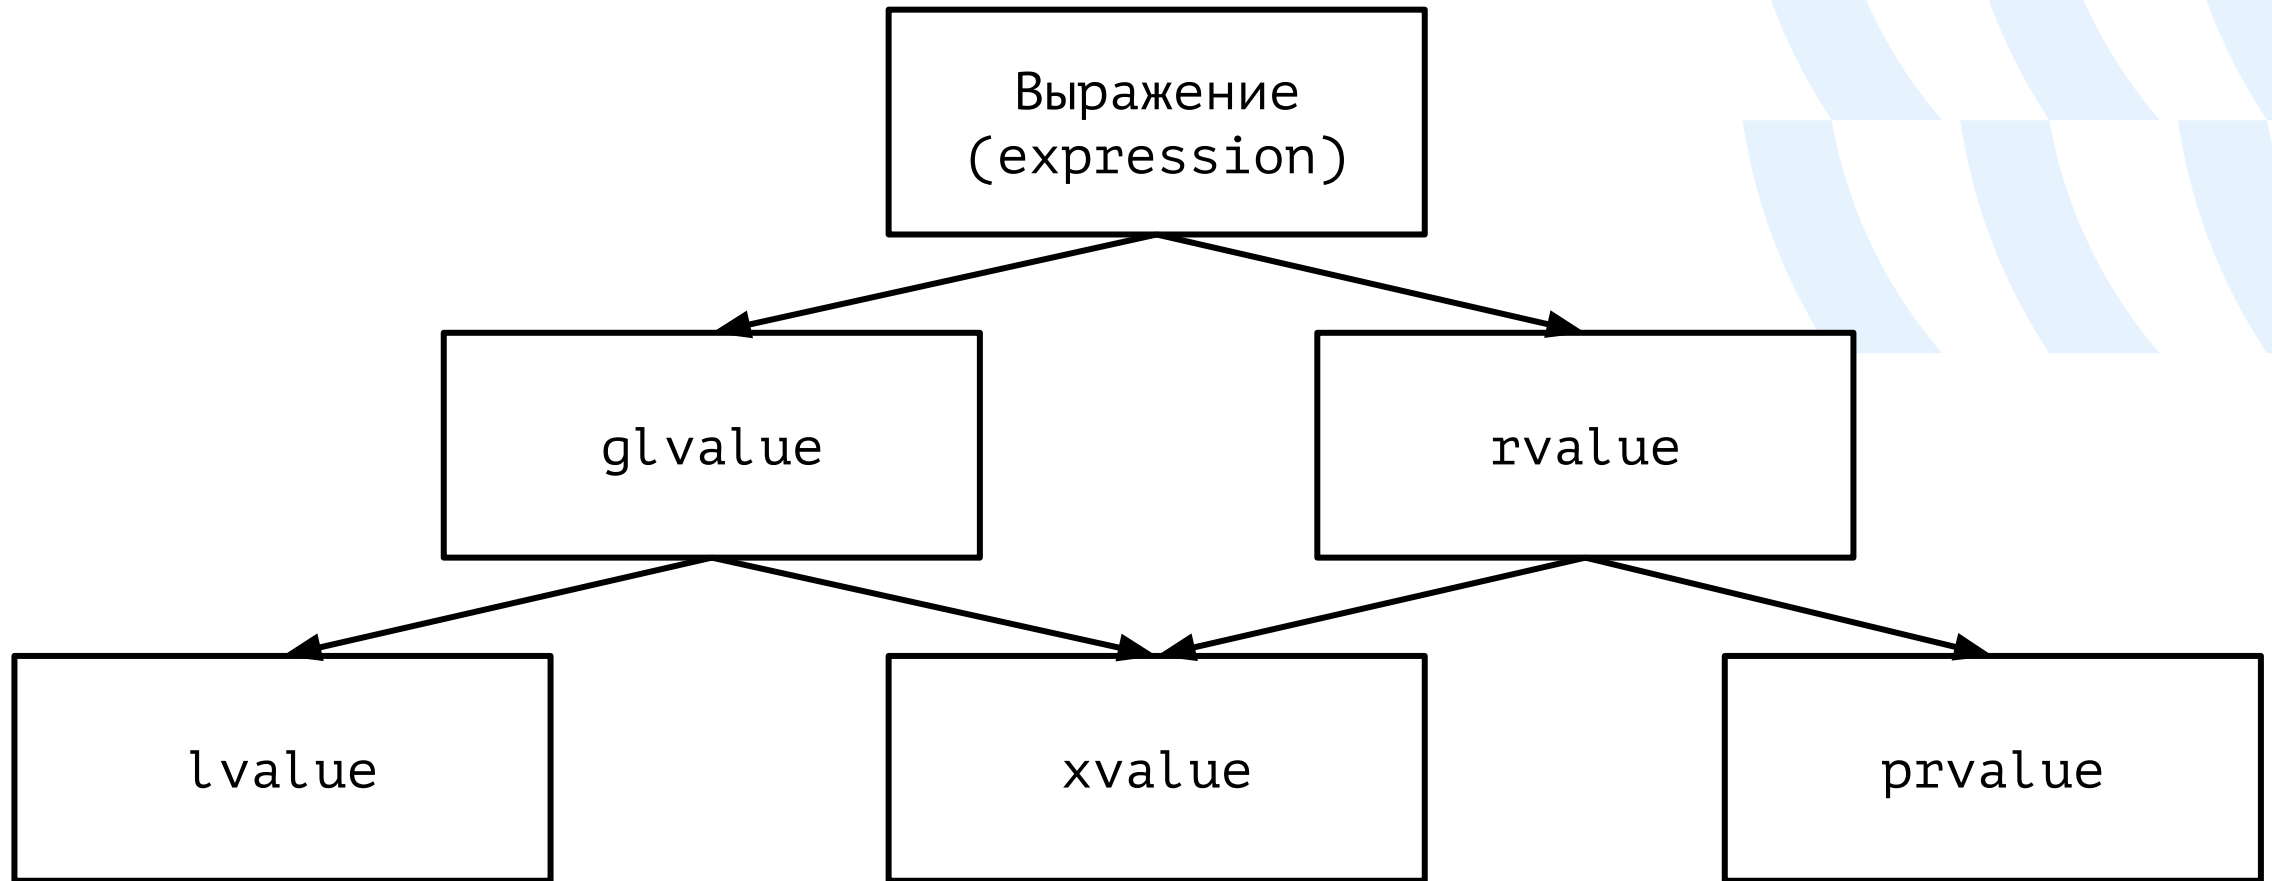 Выражение
(expression)
glvalue
rvalue
lvalue
xvalue
prvalue